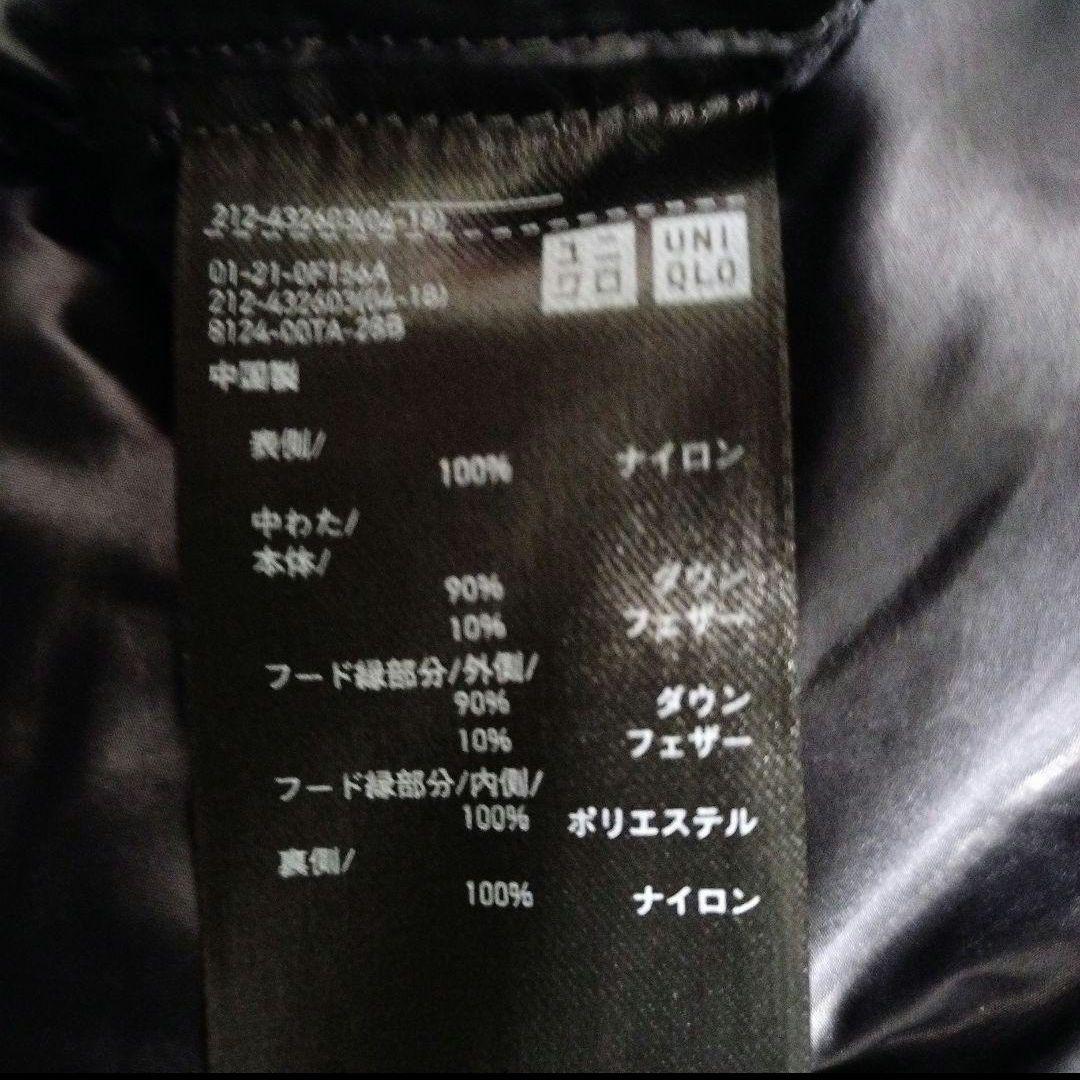 212-432603(04-18)
ユニ
クロ
UNI
QLO
01-21-0F156A
212-432603(04-18)
8124-00TA-28B
中国製
表側/
100% ナイロン
中わた/
本体/
90% ダウン
10% フェザー
フード縁部分/外側/
90% ダウン
10% フェザー
フード縁部分/内側/
100% ポリエステル
裏側/
100% ナイロン